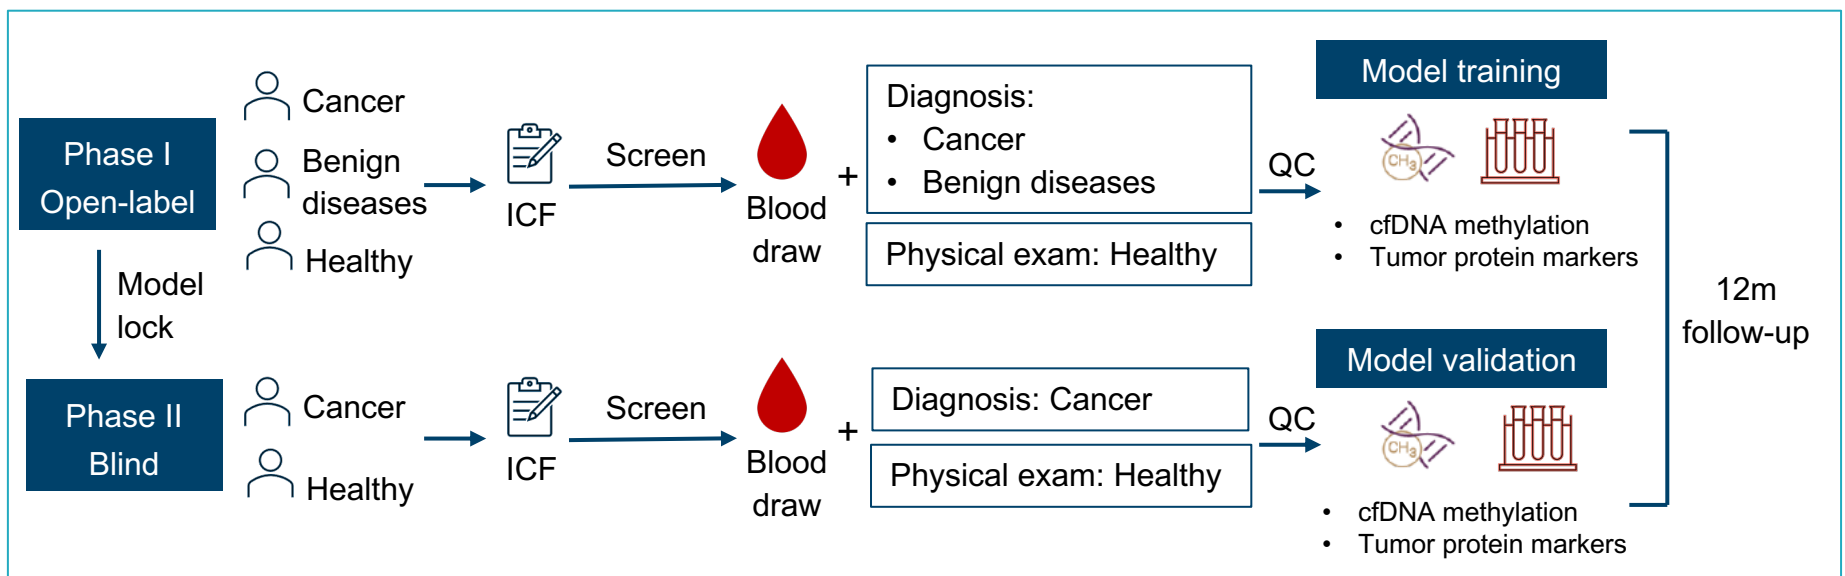 Phase I
Open-label
Cancer
Benign
diseases
Healthy
ICF
Screen
Blood
draw
+
Diagnosis:
• Cancer
• Benign diseases
Physical exam: Healthy
QC
Model training
CH₃
• cfDNA methylation
• Tumor protein markers
Model
lock
12m
follow-up
Phase II
Blind
Cancer
Healthy
ICF
Screen
Blood
draw
+
Diagnosis: Cancer
Physical exam: Healthy
QC
Model validation
CH₃
• cfDNA methylation
• Tumor protein markers